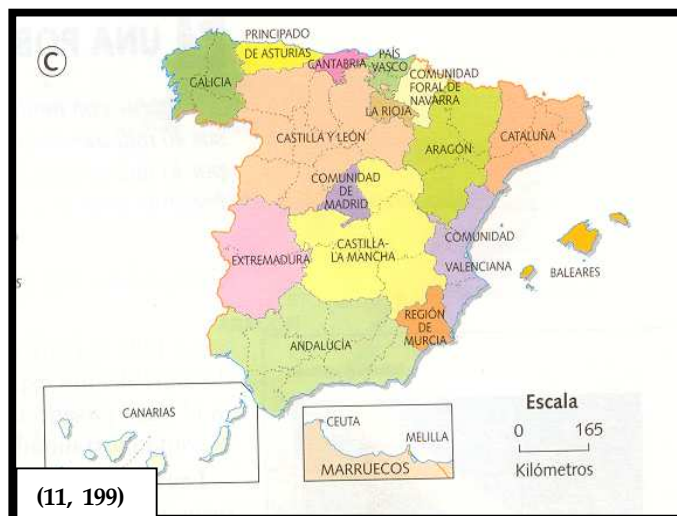 C
UNA POB
PRINCIPADO
DE ASTURIAS
GALICIA
CANTABRIA
PAÍS
VASCO
COMUNIDAD
FORAL DE
NAVARRA
LA RIOJA
CASTILLA Y LEÓN
ARAGÓN
CATALUÑA
COMUNIDAD
DE
MADRID
EXTREMADURA
CASTILLA-
LA MANCHA
COMUNIDAD
VALENCIANA
BALEARES
ANDALUCÍA
REGIÓN
DE
MURCIA
CANARIAS
CEUTA
MELILLA
MARRUECOS
Escala
0 165
Kilómetros
(11, 199)